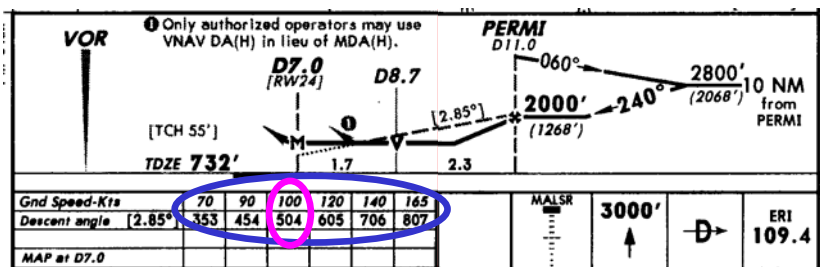 VOR
❶ Only authorized operators may use
VNAV DA(H) in lieu of MDA(H).
PERMI
D11.0
D7.0
[RW24]
D8.7
060°
2800'
(2068')
10 NM
from
PERMI
❶
[2.85°]
2000'
(1268')
240°
[TCH 55']
M
V
TDZE 732'
1.7
2.3
Gnd Speed-Kts 70 90 100 120 140 165
Descent angle [2.85°] 353 454 504 605 706 807
MAP at D7.0
MALSR
3000'
D
ERI
109.4